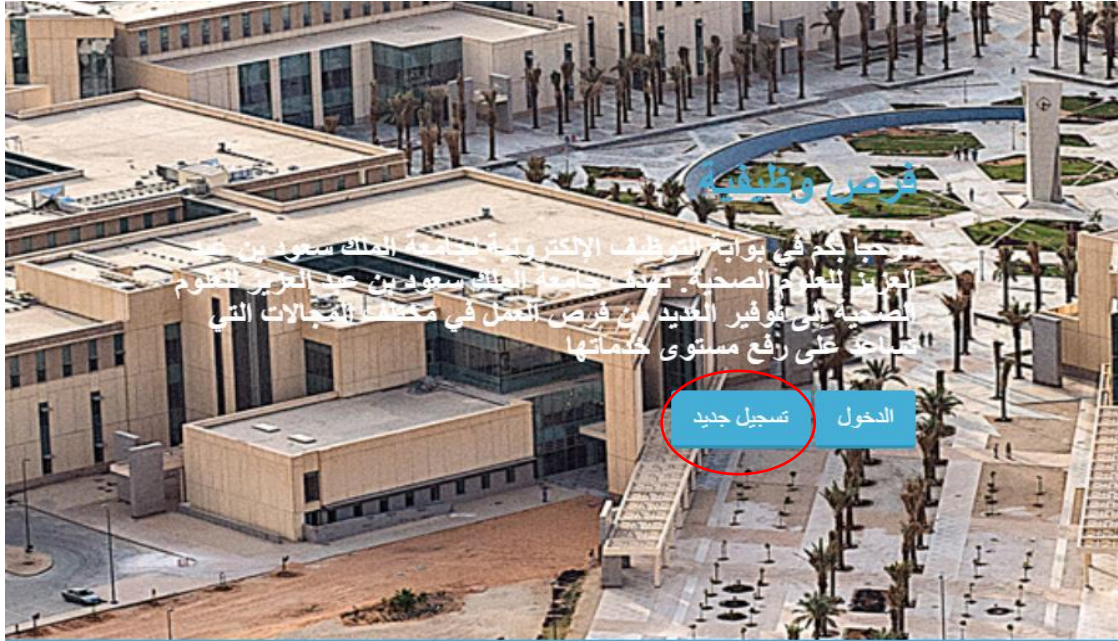 فرص وظيفية
مرحبا بكم في بوابة التوظيف الإلكترونية لجامعة الملك سعود بن عبد
العزيز للعلوم الصحية. تهدف جامعة الملك سعود بن عبد العزيز للعلوم
الصحية إلى توفير العديد من فرص العمل في مختلف المجالات التي
تساعد على رفع مستوى خدماتها
الدخول
تسجيل جديد